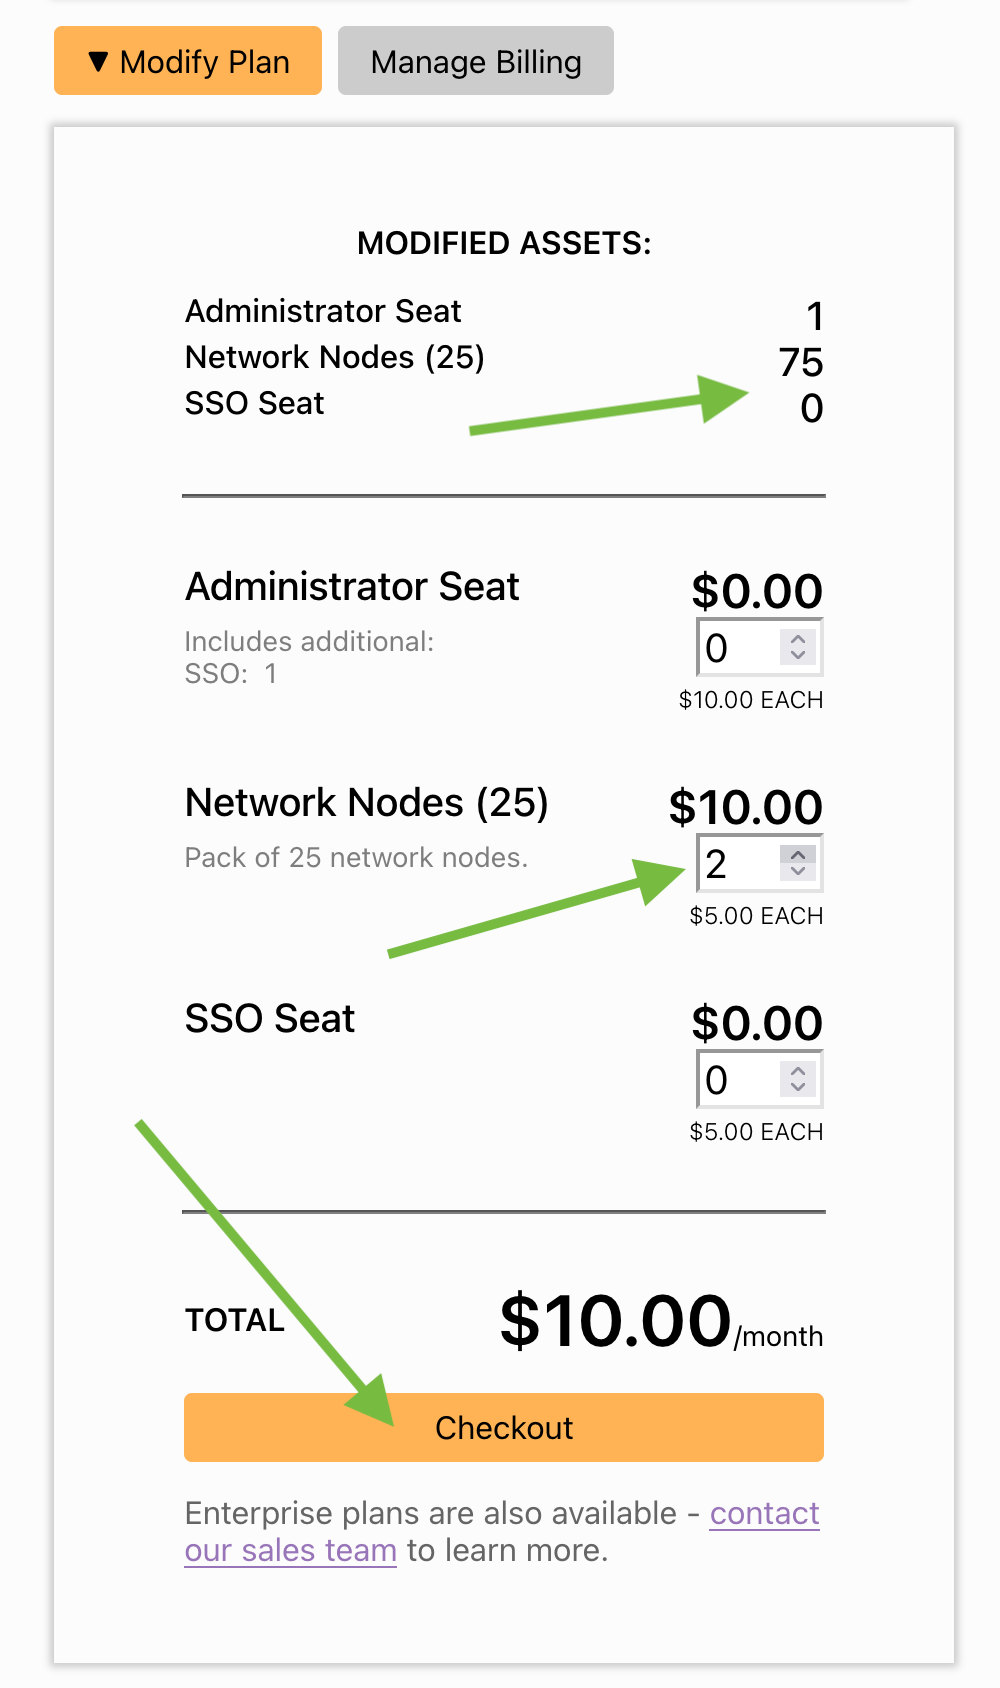 ▼ Modify Plan Manage Billing
MODIFIED ASSETS:
Administrator Seat 1
Network Nodes (25) 75
SSO Seat 0
Administrator Seat $0.00
Includes additional: 0
SSO: 1
$10.00 EACH
Network Nodes (25) $10.00
Pack of 25 network nodes. 2
$5.00 EACH
SSO Seat $0.00
0
$5.00 EACH
TOTAL $10.00/month
Checkout
Enterprise plans are also available - contact
our sales team to learn more.